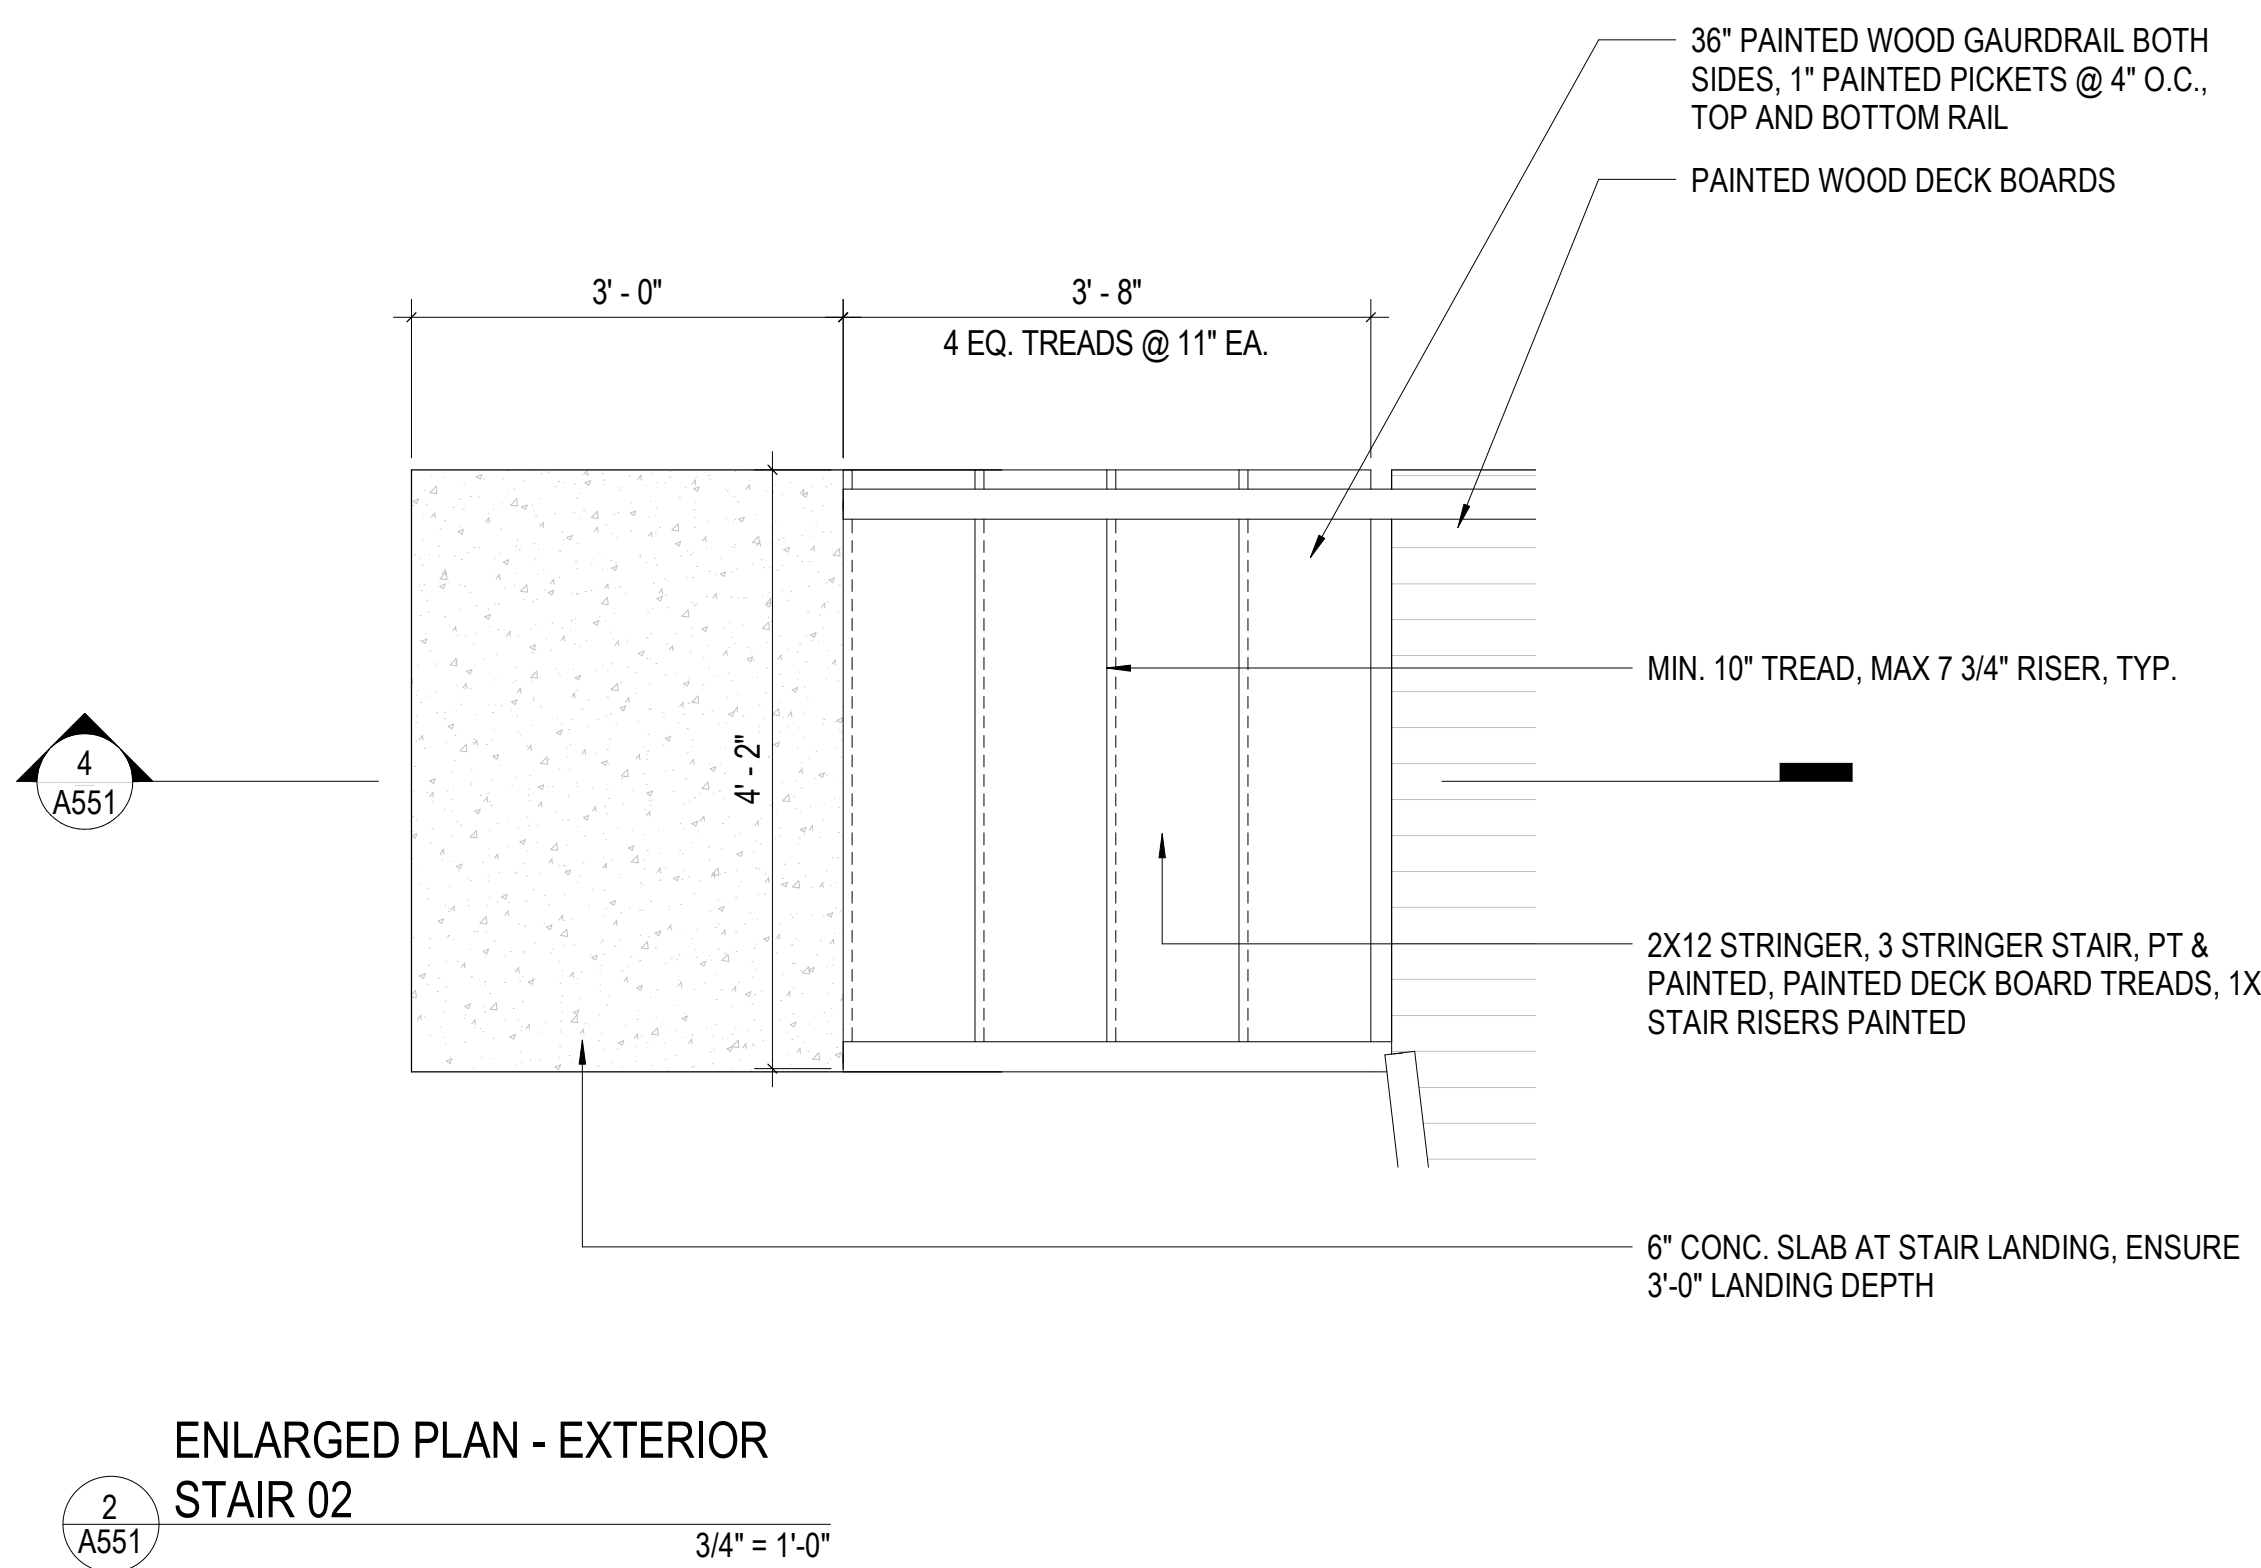 36" PAINTED WOOD GAURDRAIL BOTH
SIDES, 1" PAINTED PICKETS @ 4" O.C.,
TOP AND BOTTOM RAIL
PAINTED WOOD DECK BOARDS
3' - 0"
3' - 8"
4 EQ. TREADS @ 11" EA.
MIN. 10" TREAD, MAX 7 3/4" RISER, TYP.
4' - 2"
4
A551
2X12 STRINGER, 3 STRINGER STAIR, PT &
PAINTED, PAINTED DECK BOARD TREADS, 1X
STAIR RISERS PAINTED
6" CONC. SLAB AT STAIR LANDING, ENSURE
3'-0" LANDING DEPTH
ENLARGED PLAN - EXTERIOR
STAIR 02
2
A551
3/4" = 1'-0"